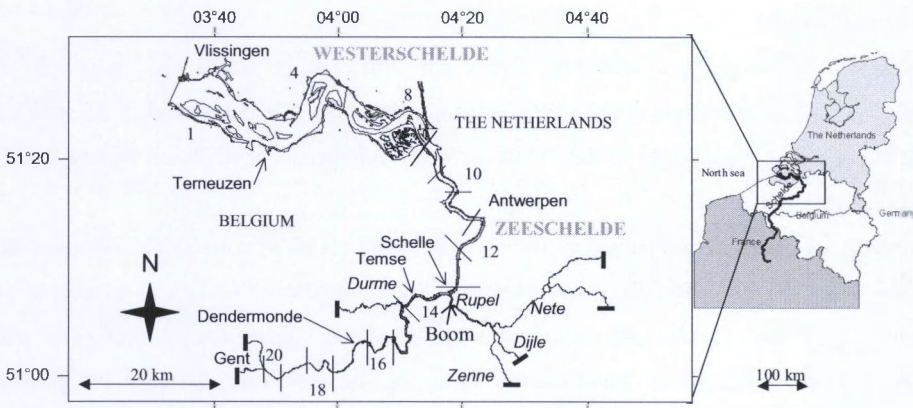 03°40 04°00 04°20 04°40
Vlissingen
WESTERSCHELDE
4
8
1
THE NETHERLANDS
The Netherlands
51°20
10
North sea
Terneuzen
Antwerpen
Schelde
BELGIUM
ZEESCHELDE
Belgium
Germany
Schelle
12
Temse
France
N
Durme
14
Rupel
Nete
Dendermonde
Boom
Dijle
Gent
20
16
51°00
18
Zenne
20 km
100 km